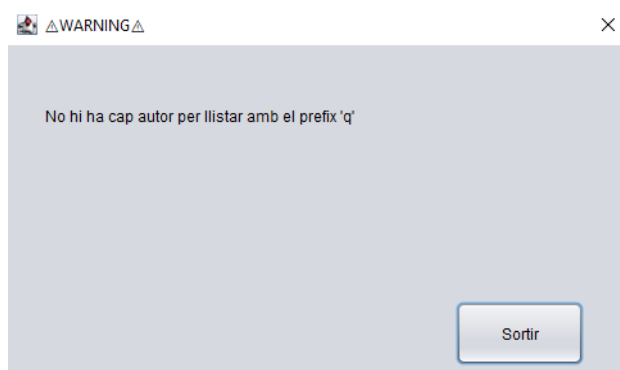 ⚠WARNING⚠
No hi ha cap autor per llistar amb el prefix 'q'
Sortir